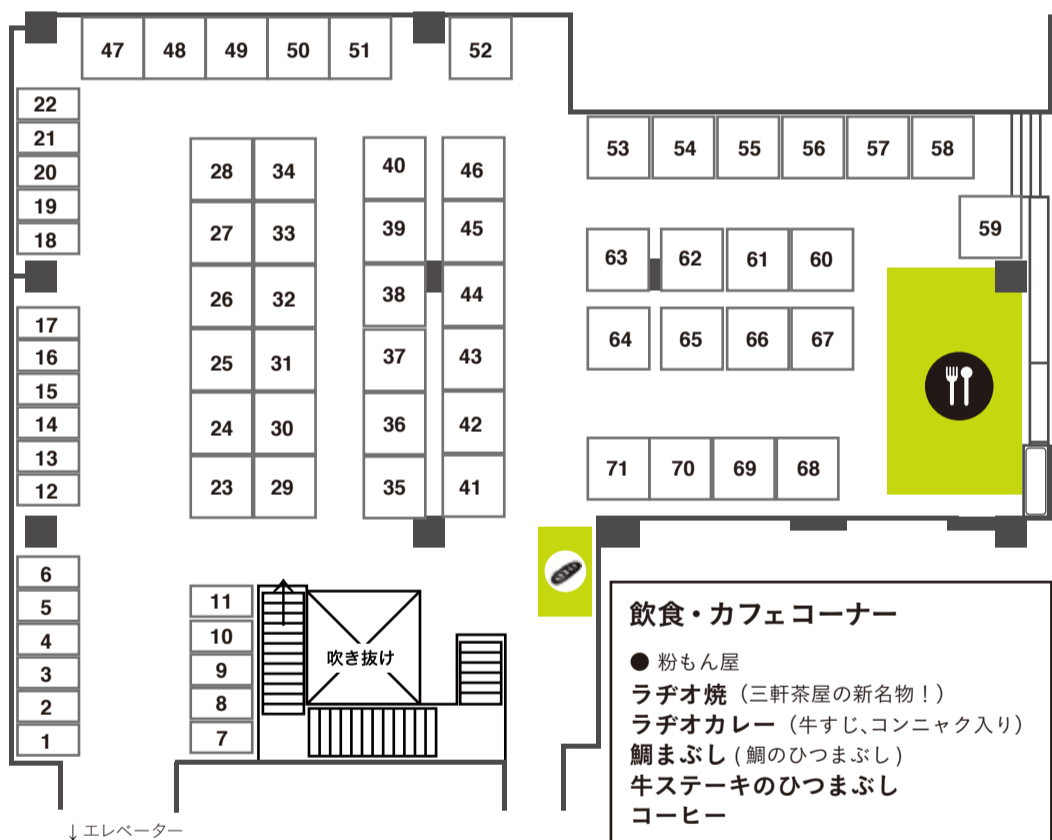 47 48 49 50 51 52
22
21
20
19
18
17
16
15
14
13
12
6
5
4
3
2
1
28 34
27 33
26 32
25 31
24 30
23 29
40 46
39 45
38 44
37 43
36 42
35 41
53 54 55 56 57 58
59
63 62 61 60
64 65 66 67
71 70 69 68
11
10
9
8
7
吹き抜け
↓エレベーター
飲食・カフェコーナー
● 粉もん屋
ラヂオ焼（三軒茶屋の新名物！）
ラヂオカレー（牛すじ、コンニャク入り）
鯛まぶし(鯛のひつまぶし)
牛ステーキのひつまぶし
コーヒー